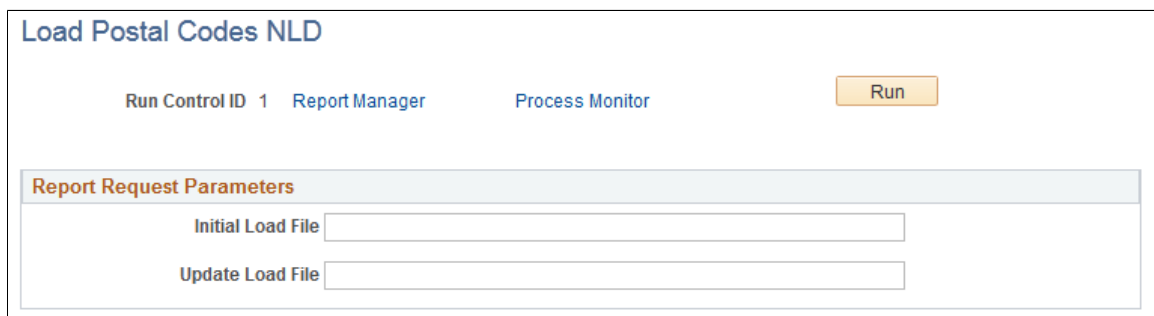 Load Postal Codes NLD
Run Control ID 1 Report Manager Process Monitor Run
Report Request Parameters
Initial Load File
Update Load File